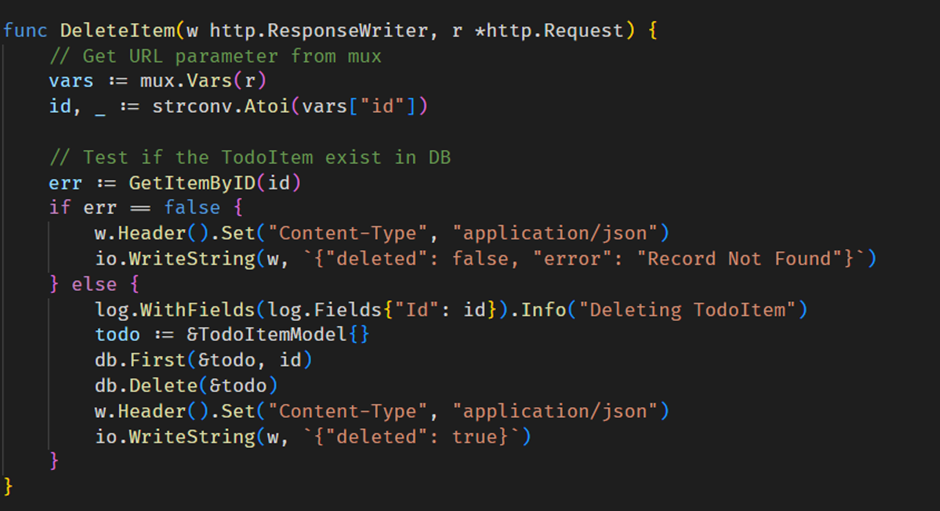 func DeleteItem(w http.ResponseWriter, r *http.Request) {
    // Get URL parameter from mux
    vars := mux.Vars(r)
    id, _ := strconv.Atoi(vars["id"])

    // Test if the TodoItem exist in DB
    err := GetItemByID(id)
    if err == false {
        w.Header().Set("Content-Type", "application/json")
        io.WriteString(w, `{"deleted": false, "error": "Record Not Found"}`)
    } else {
        log.WithFields(log.Fields{"Id": id}).Info("Deleting TodoItem")
        todo := &TodoItemModel{}
        db.First(&todo, id)
        db.Delete(&todo)
        w.Header().Set("Content-Type", "application/json")
        io.WriteString(w, `{"deleted": true}`)
    }
}